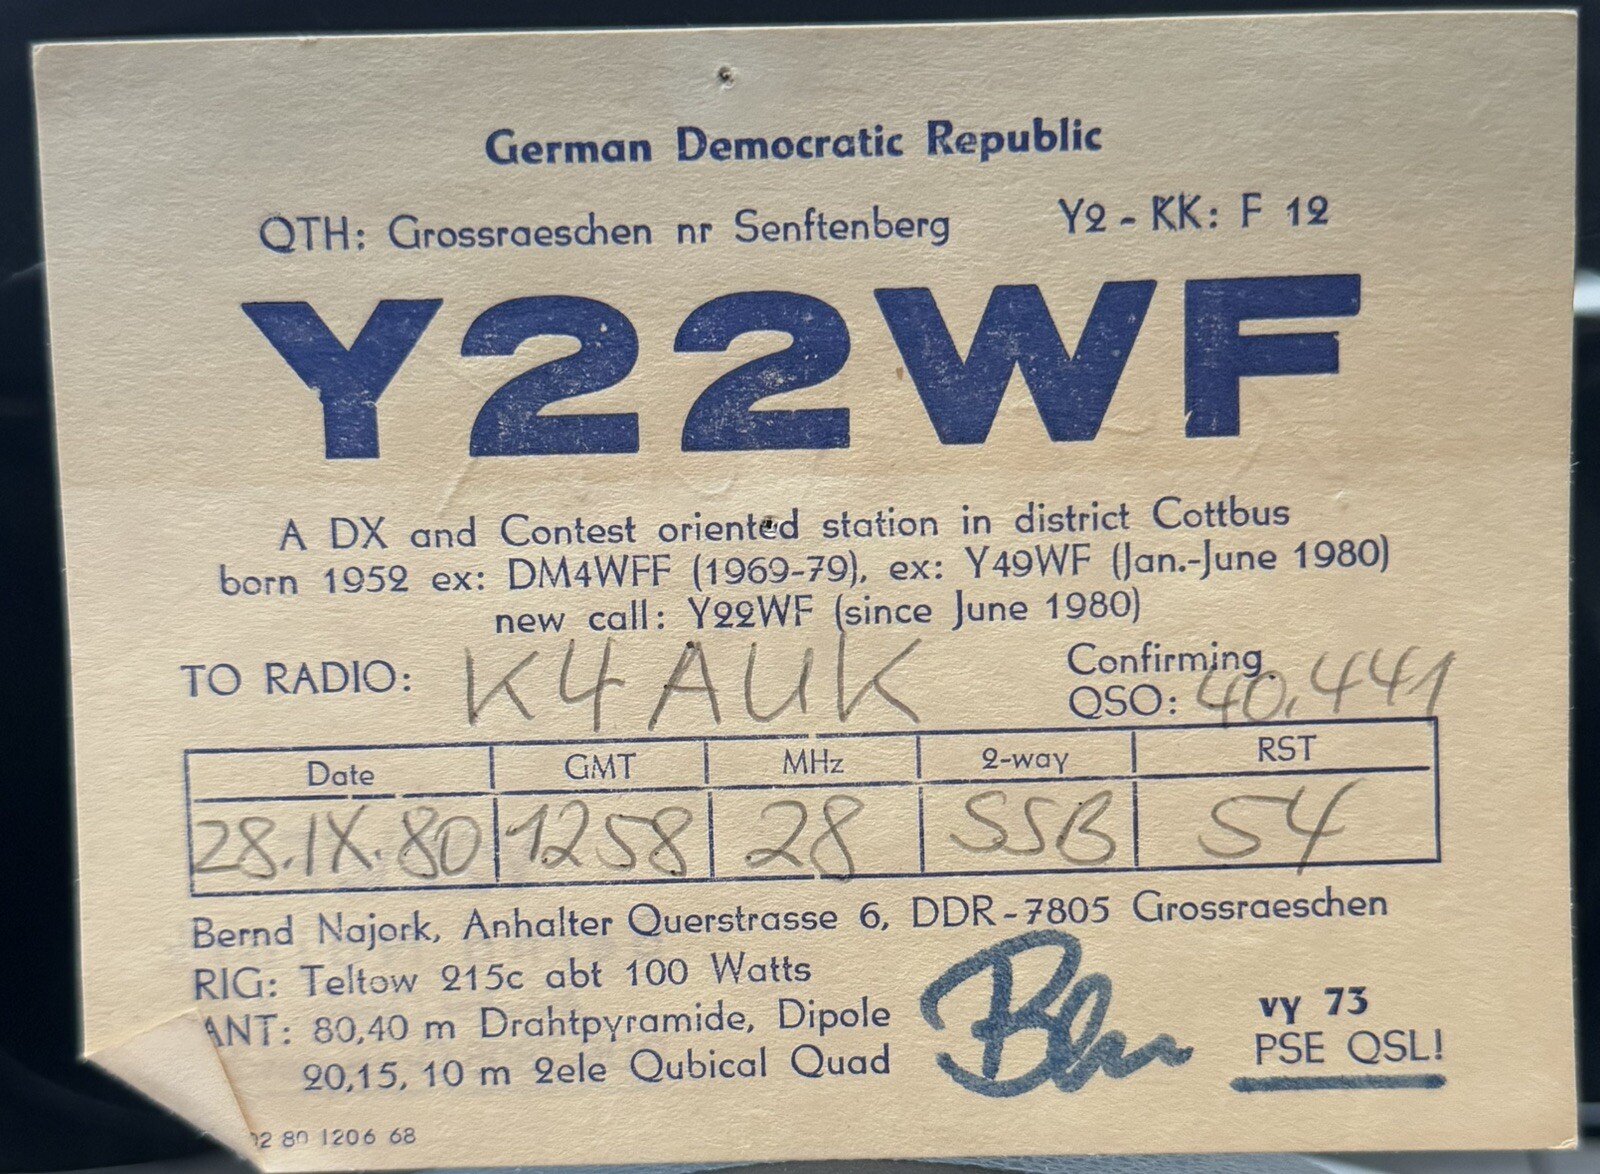 German Democratic Republic
QTH: Grossraeschen nr Senftenberg Y2 - KK: F 12
Y22WF
A DX and Contest oriented station in district Cottbus
born 1952 ex: DM4WFF (1969-79), ex: Y49WF (Jan.-June 1980)
new call: Y22WF (since June 1980)
TO RADIO: K4AUK Confirming QSO: 40,441
Date GMT MHz 2-way RST
28.IX.80 1258 28 SSB 54
Bernd Najork, Anhalter Querstrasse 6, DDR-7805 Grossraeschen
RIG: Teltow 215c abt 100 Watts
ANT: 80,40 m Drahtpyramide, Dipole
20,15, 10 m 2ele Qubical Quad
vy 73
PSE QSL!
80 1206 68